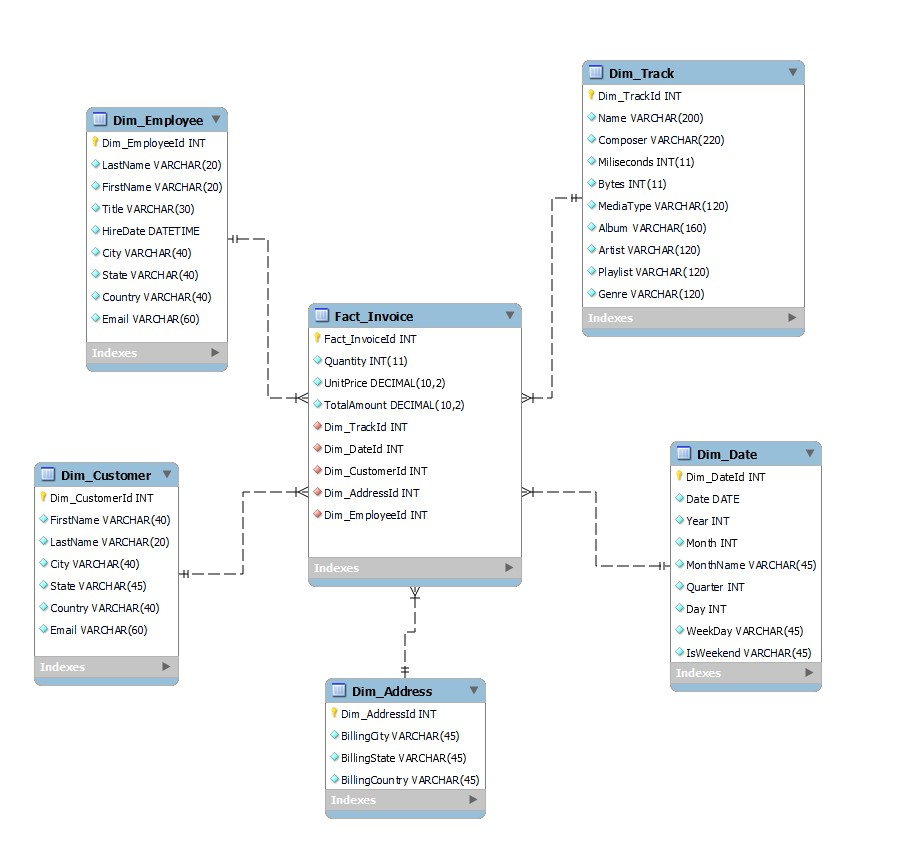 Dim_Employee
Dim_EmployeeId INT
LastName VARCHAR(20)
FirstName VARCHAR(20)
Title VARCHAR(30)
HireDate DATETIME
City VARCHAR(40)
State VARCHAR(40)
Country VARCHAR(40)
Email VARCHAR(60)
Indexes
Dim_Track
Dim_TrackId INT
Name VARCHAR(200)
Composer VARCHAR(220)
Miliseconds INT(11)
Bytes INT(11)
MediaType VARCHAR(120)
Album VARCHAR(160)
Artist VARCHAR(120)
Playlist VARCHAR(120)
Genre VARCHAR(120)
Indexes
Fact_Invoice
Fact_InvoiceId INT
Quantity INT(11)
UnitPrice DECIMAL(10,2)
TotalAmount DECIMAL(10,2)
Dim_TrackId INT
Dim_DateId INT
Dim_CustomerId INT
Dim_AddressId INT
Dim_EmployeeId INT
Indexes
Dim_Customer
Dim_CustomerId INT
FirstName VARCHAR(40)
LastName VARCHAR(20)
City VARCHAR(40)
State VARCHAR(45)
Country VARCHAR(40)
Email VARCHAR(60)
Indexes
Dim_Date
Dim_DateId INT
Date DATE
Year INT
Month INT
MonthName VARCHAR(45)
Quarter INT
Day INT
WeekDay VARCHAR(45)
IsWeekend VARCHAR(45)
Indexes
Dim_Address
Dim_AddressId INT
BillingCity VARCHAR(45)
BillingState VARCHAR(45)
BillingCountry VARCHAR(45)
Indexes